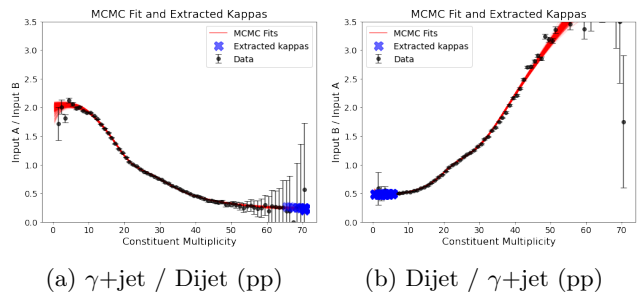 MCMC Fit and Extracted Kappas
3.5
3.0
2.5
2.0
1.5
1.0
0.5
0.0
Input A / Input B
MCMC Fits
Extracted kappas
Data
0 10 20 30 40 50 60 70
Constituent Multiplicity
(a) γ+jet / Dijet (pp)
MCMC Fit and Extracted Kappas
3.5
3.0
2.5
2.0
1.5
1.0
0.5
0.0
Input B / Input A
MCMC Fits
Extracted kappas
Data
0 10 20 30 40 50 60 70
Constituent Multiplicity
(b) Dijet / γ+jet (pp)